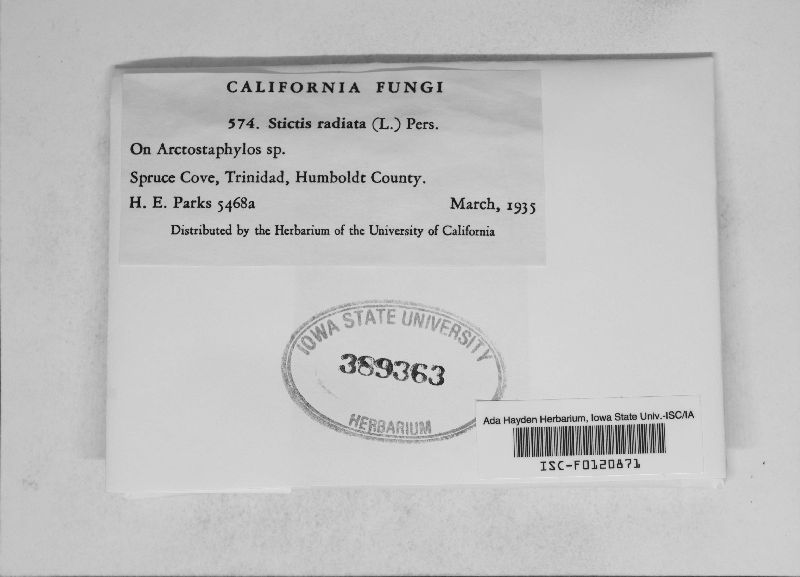 CALIFORNIA FUNGI
574. Stictis radiata (L.) Pers.
On Arctostaphylos sp.
Spruce Cove, Trinidad, Humboldt County.
H. E. Parks 5468a March, 1935
Distributed by the Herbarium of the University of California
IOWA STATE UNIVERSITY
389363
HERBARIUM
Ada Hayden Herbarium, Iowa State Univ.-ISC/IA
ISC-F0120871